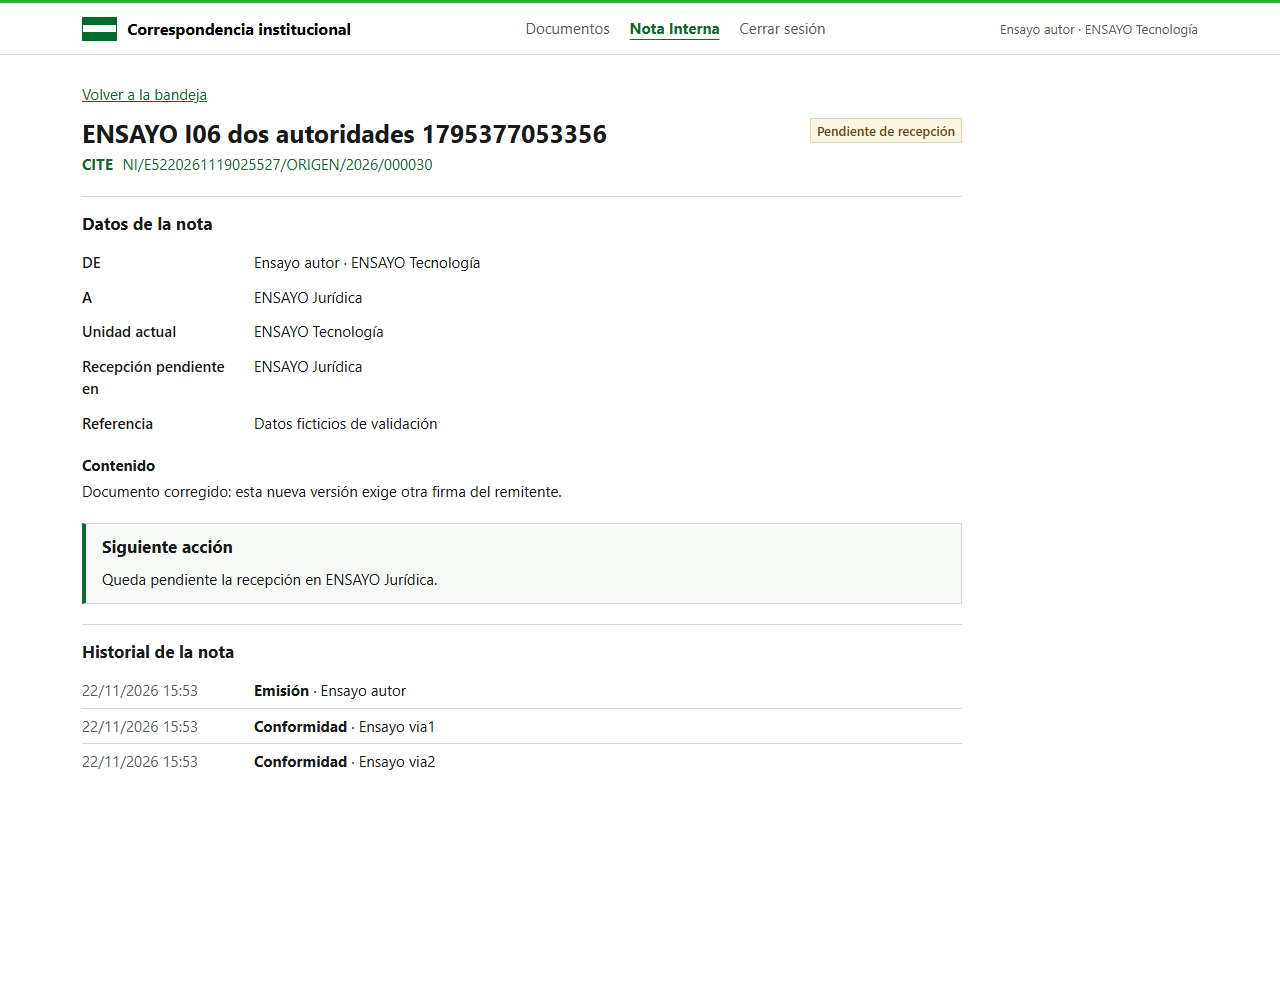 Correspondencia institucional
Documentos
Nota Interna
Cerrar sesión
Ensayo autor · ENSAYO Tecnología
Volver a la bandeja
ENSAYO I06 dos autoridades 1795377053356
Pendiente de recepción
CITE NI/E5220261119025527/ORIGEN/2026/000030
Datos de la nota
DE Ensayo autor · ENSAYO Tecnología
A ENSAYO Jurídica
Unidad actual ENSAYO Tecnología
Recepción pendiente ENSAYO Jurídica
en
Referencia Datos ficticios de validación
Contenido
Documento corregido: esta nueva versión exige otra firma del remitente.
Siguiente acción
Queda pendiente la recepción en ENSAYO Jurídica.
Historial de la nota
22/11/2026 15:53 Emisión · Ensayo autor
22/11/2026 15:53 Conformidad · Ensayo via1
22/11/2026 15:53 Conformidad · Ensayo via2